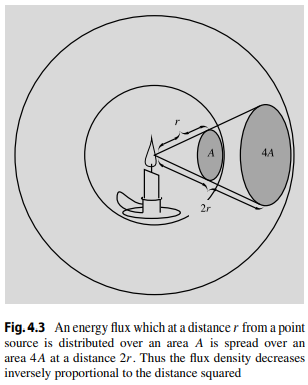 r
A
4A
2r
Fig. 4.3 An energy flux which at a distance r from a point
source is distributed over an area A is spread over an
area 4A at a distance 2r. Thus the flux density decreases
inversely proportional to the distance squared